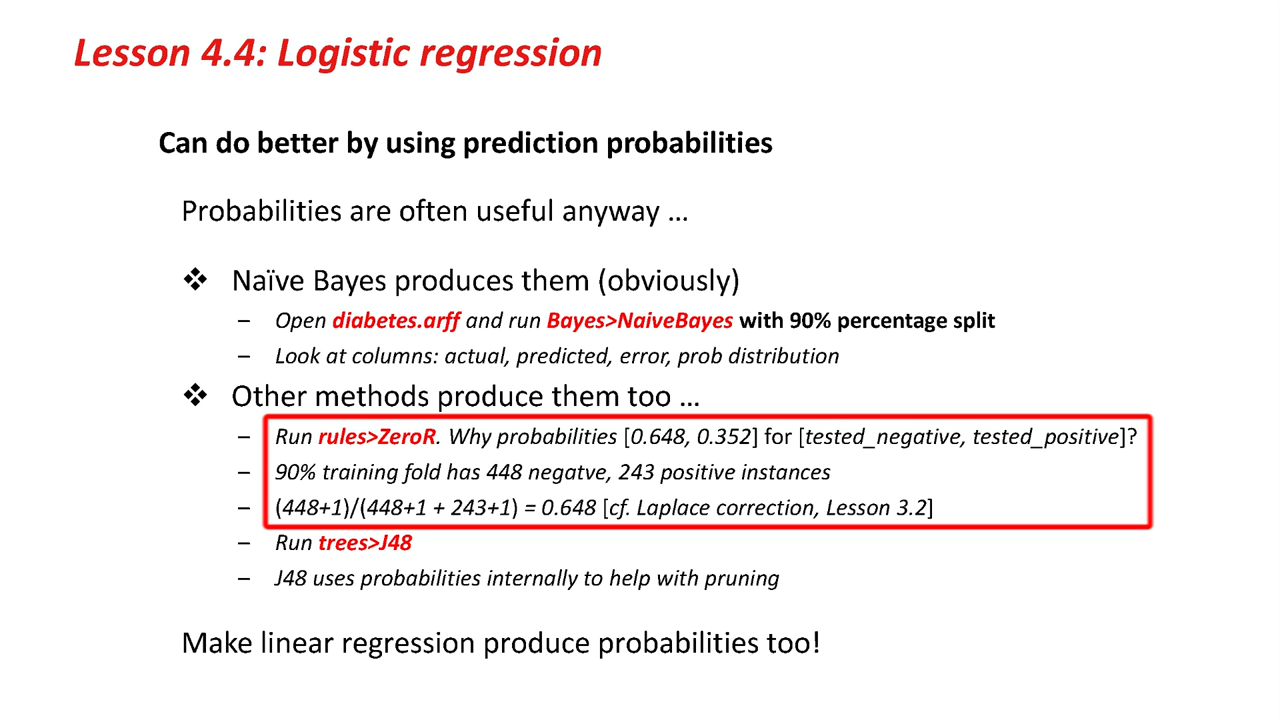 Lesson 4.4: Logistic regression
Can do better by using prediction probabilities
Probabilities are often useful anyway …
❖ Naïve Bayes produces them (obviously)
– Open diabetes.arff and run Bayes>NaiveBayes with 90% percentage split
– Look at columns: actual, predicted, error, prob distribution
❖ Other methods produce them too …
– Run rules>ZeroR. Why probabilities [0.648, 0.352] for [tested_negative, tested_positive]?
– 90% training fold has 448 negatve, 243 positive instances
– (448+1)/(448+1 + 243+1) = 0.648 [cf. Laplace correction, Lesson 3.2]
– Run trees>J48
– J48 uses probabilities internally to help with pruning
Make linear regression produce probabilities too!